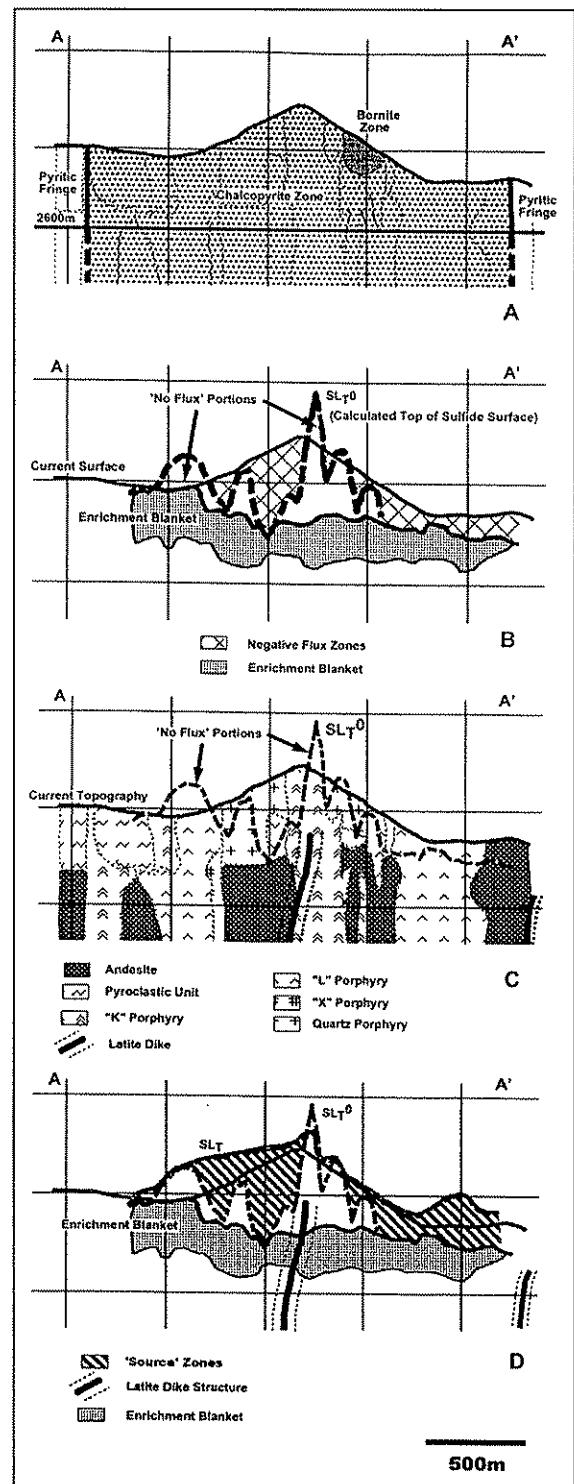 A
A'
Bornite
Zone
Pyritic
Fringe
Chalcopyrite Zone
Pyritic
Fringe
2600m
A
A
A'
'No Flux' Portions
SLT⁰
(Calculated Top of Sulfide Surface)
Current Surface
Enrichment Blanket
B
Negative Flux Zones
Enrichment Blanket
A
A'
'No Flux' Portions
SLT⁰
Current Topography
Andesite
Pyroclastic Unit
"K" Porphyry
Latite Dike
"L" Porphyry
"X" Porphyry
Quartz Porphyry
C
A
A'
SLT⁰
SLT
Enrichment Blanket
D
'Source' Zones
Latite Dike Structure
Enrichment Blanket
500m